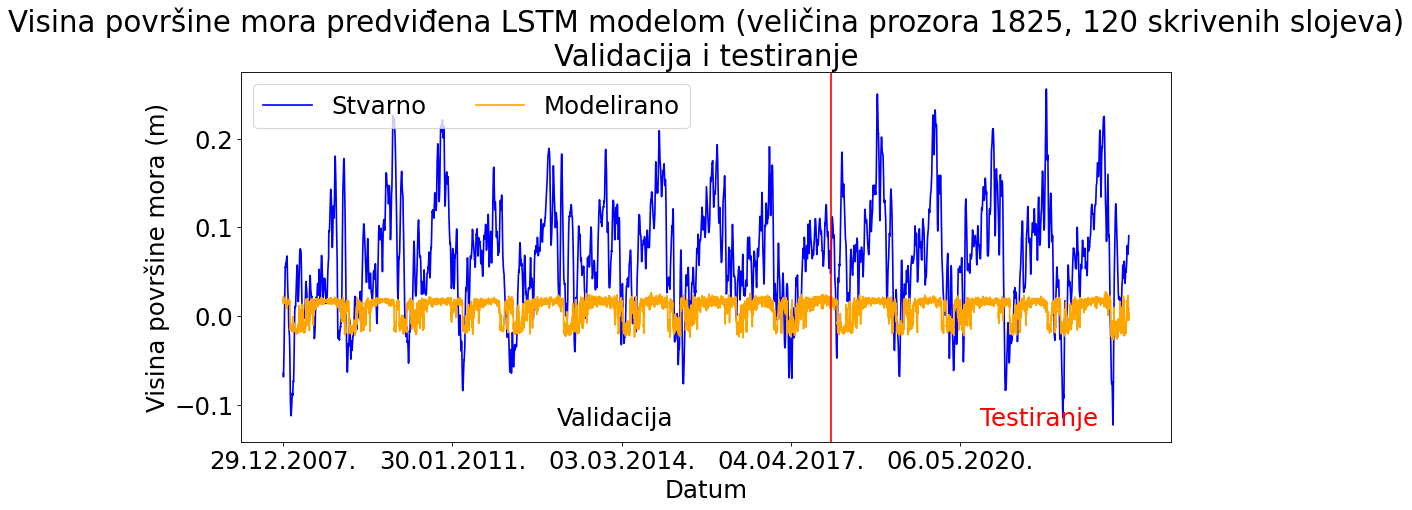 Visina površine mora predviđena LSTM modelom (veličina prozora 1825, 120 skrivenih slojeva)
Validacija i testiranje
Stvarno
Modelirano
Visina površine mora (m)
0.2
0.1
0.0
−0.1
Validacija
Testiranje
29.12.2007.
30.01.2011.
03.03.2014.
04.04.2017.
06.05.2020.
Datum